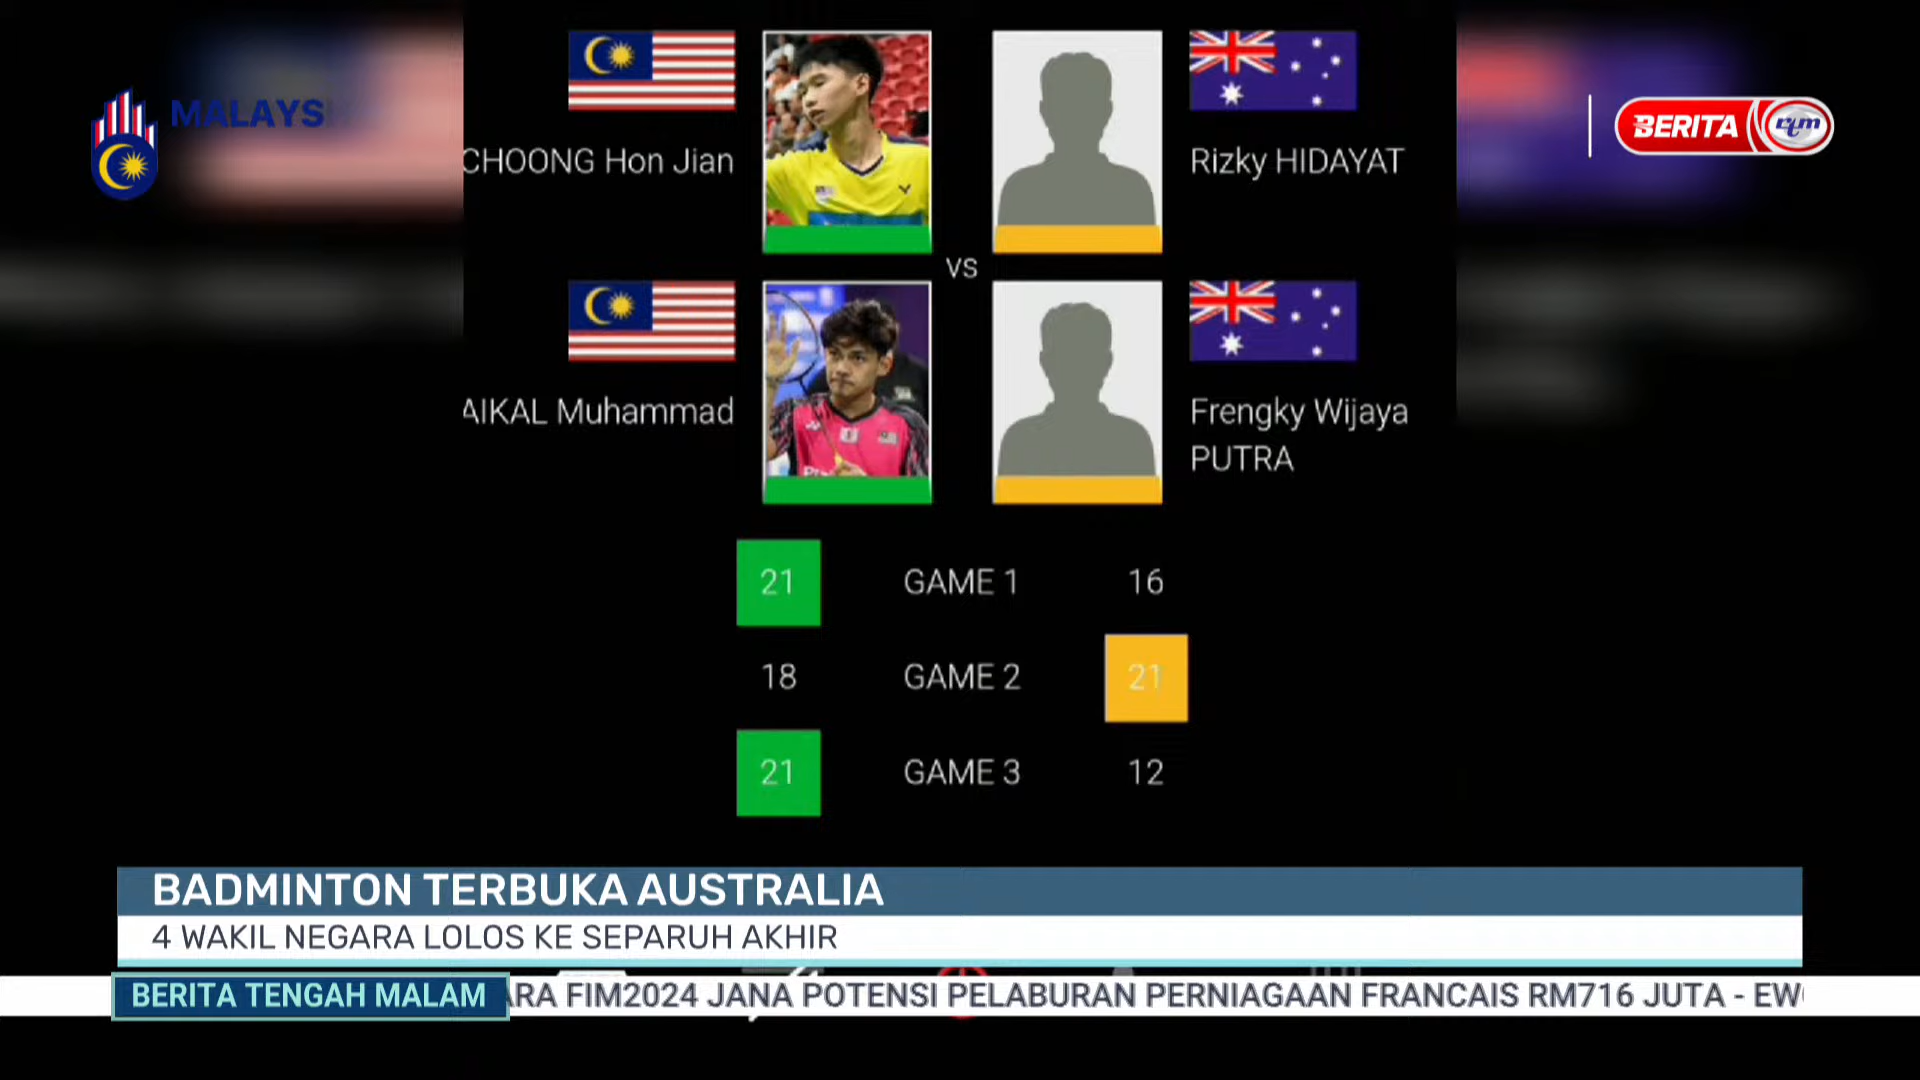 MALAYS
BERITA rtm
CHOONG Hon Jian
Rizky HIDAYAT
VS
AIKAL Muhammad
Frengky Wijaya
PUTRA
21 GAME 1 16
18 GAME 2 21
21 GAME 3 12
BADMINTON TERBUKA AUSTRALIA
4 WAKIL NEGARA LOLOS KE SEPARUH AKHIR
BERITA TENGAH MALAM
ARA FIM2024 JANA POTENSI PELABURAN PERNIAGAAN FRANCAIS RM716 JUTA - EW